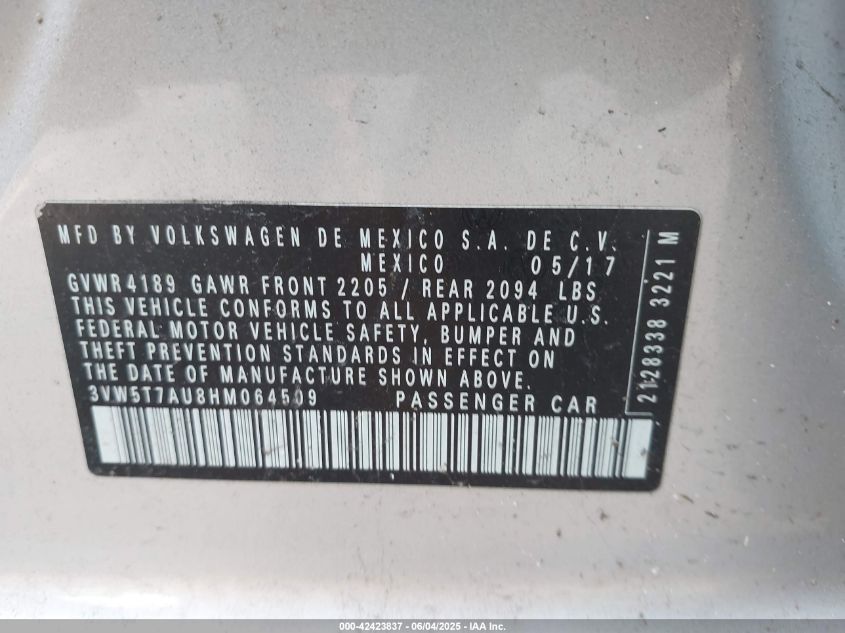 MFD BY VOLKSWAGEN DE MEXICO S.A. DE C.V.
MEXICO 05/17
GVWR4189 GAWR FRONT 2205 / REAR 2094 LBS
THIS VEHICLE CONFORMS TO ALL APPLICABLE U.S.
FEDERAL MOTOR VEHICLE SAFETY, BUMPER AND
THEFT PREVENTION STANDARDS IN EFFECT ON
THE DATE OF MANUFACTURE SHOWN ABOVE.
3VW5T7AU8HM064509 PASSENGER CAR
2128338 3221 M
000-42423837 - 06/04/2025 - IAA Inc.